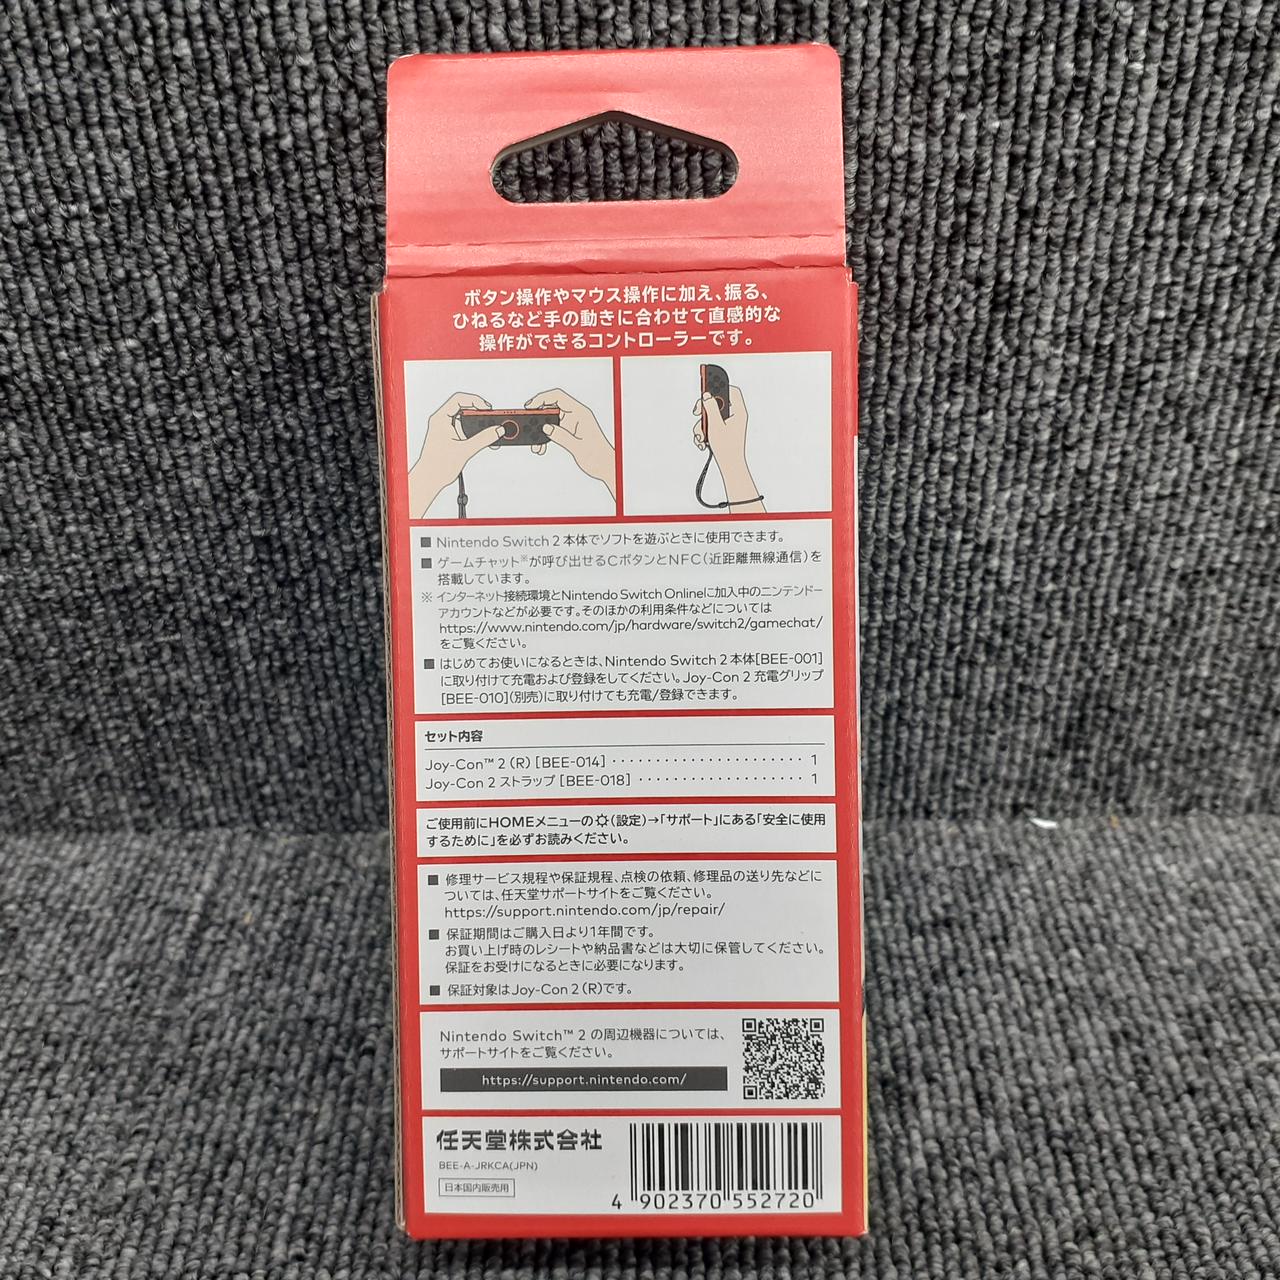 ボタン操作やマウス操作に加え、振る、
ひねるなど手の動きに合わせて直感的な
操作ができるコントローラーです。
■ Nintendo Switch 2 本体でソフトを遊ぶときに使用できます。
■ ゲームチャット※が呼び出せるCボタンとNFC(近距離無線通信)を
搭載しています。
※ インターネット接続環境とNintendo Switch Onlineに加入中のニンテンドー
アカウントなどが必要です。そのほかの利用条件などについては
https://www.nintendo.com/jp/hardware/switch2/gamechat/
をご覧ください。
■ はじめてお使いになるときは、Nintendo Switch 2 本体[BEE-001]
に取り付けて充電および登録をしてください。Joy-Con 2 充電グリップ
[BEE-010](別売)に取り付けても充電/登録できます。
セット内容
Joy-Con™ 2 (R) [BEE-014] ······················ 1
Joy-Con 2 ストラップ [BEE-018] ··················· 1
ご使用前にHOMEメニューの(設定)→「サポート」にある「安全に使用
するために」を必ずお読みください。
■ 修理サービス規程や保証規程、点検の依頼、修理品の送り先などに
ついては、任天堂サポートサイトをご覧ください。
https://support.nintendo.com/jp/repair/
■ 保証期間はご購入日より1年間です。
お買い上げ時のレシートや納品書などは大切に保管してください。
保証をお受けになるときに必要になります。
■ 保証対象はJoy-Con 2 (R)です。
Nintendo Switch™ 2 の周辺機器については、
サポートサイトをご覧ください。
https://support.nintendo.com/
任天堂株式会社
BEE-A-JRKCA(JPN)
日本国内販売用
4 902370 552720